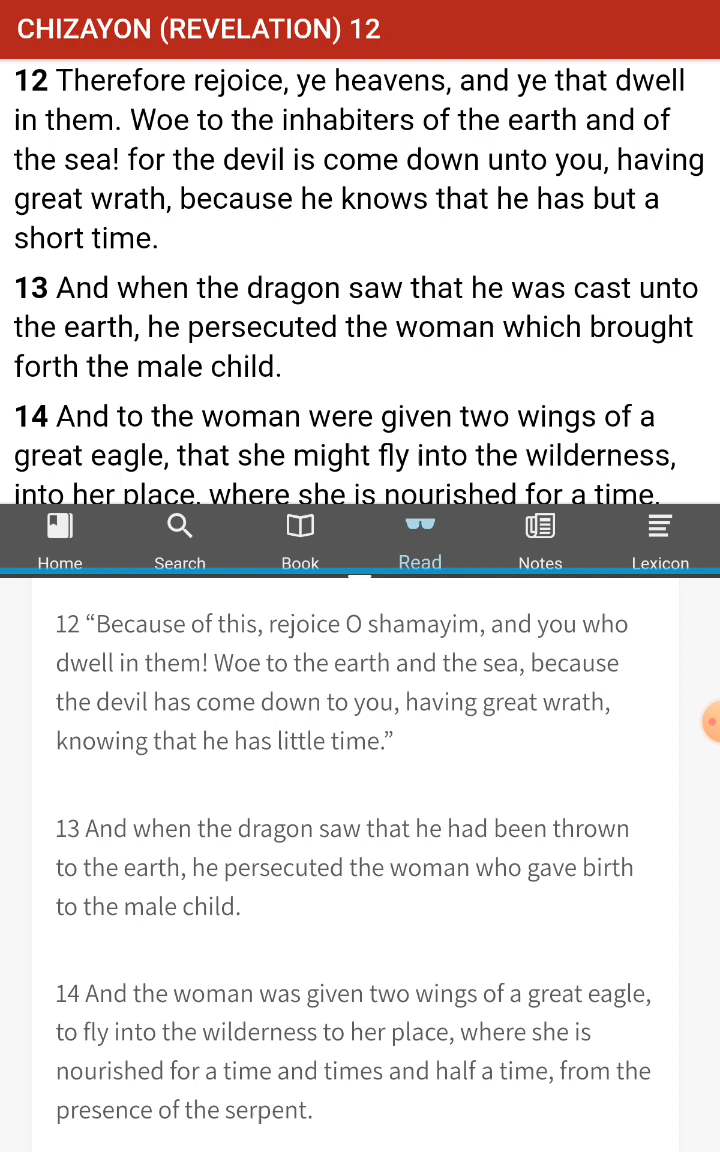 CHIZAYON (REVELATION) 12
12 Therefore rejoice, ye heavens, and ye that dwell
in them. Woe to the inhabiters of the earth and of
the sea! for the devil is come down unto you, having
great wrath, because he knows that he has but a
short time.
13 And when the dragon saw that he was cast unto
the earth, he persecuted the woman which brought
forth the male child.
14 And to the woman were given two wings of a
great eagle, that she might fly into the wilderness,
into her place, where she is nourished for a time,
Home Search Book Read Notes Lexicon
12 “Because of this, rejoice O shamayim, and you who
dwell in them! Woe to the earth and the sea, because
the devil has come down to you, having great wrath,
knowing that he has little time.”
13 And when the dragon saw that he had been thrown
to the earth, he persecuted the woman who gave birth
to the male child.
14 And the woman was given two wings of a great eagle,
to fly into the wilderness to her place, where she is
nourished for a time and times and half a time, from the
presence of the serpent.